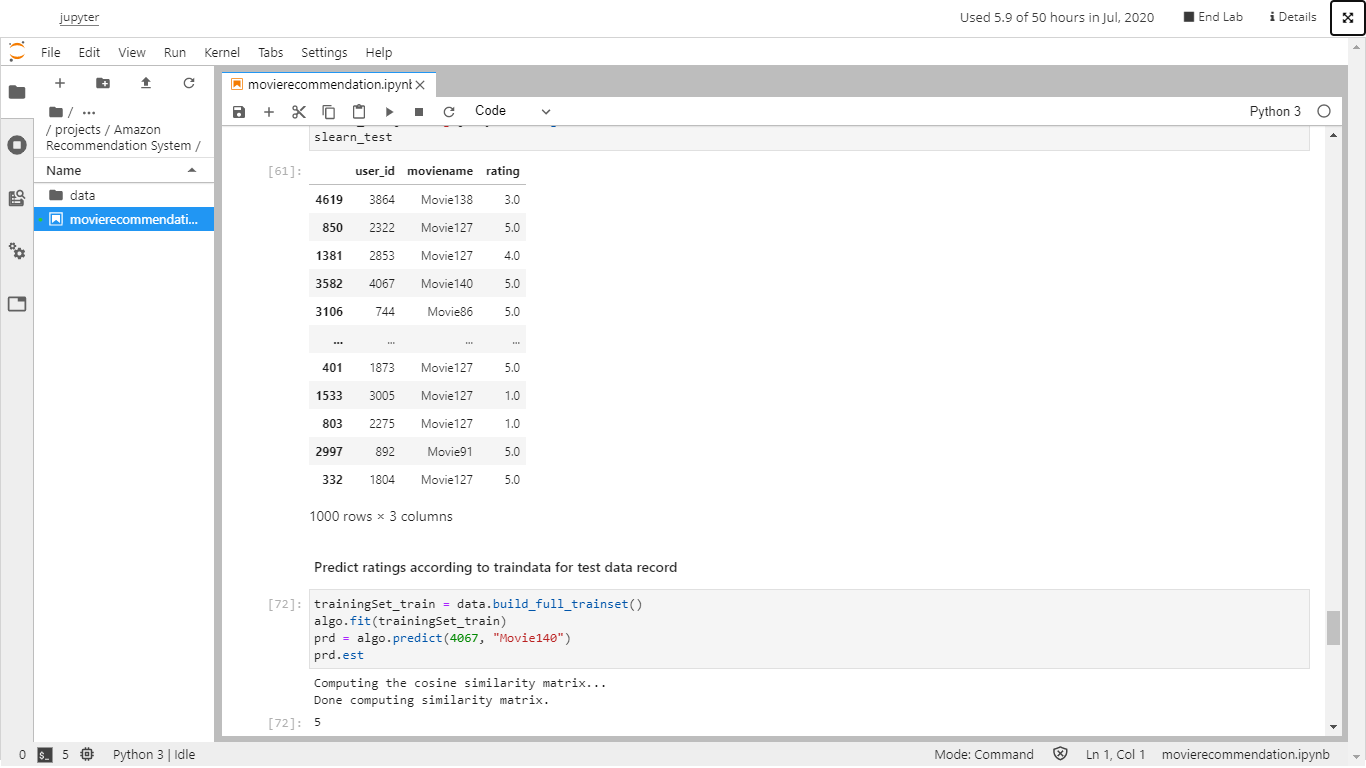 jupyter
Used 5.9 of 50 hours in Jul, 2020
End Lab
Details
File Edit View Run Kernel Tabs Settings Help
/ ...
/ projects / Amazon
Recommendation System /
Name
data
movierecommendati...
movierecommendation.ipynb
Code
Python 3
slearn_test
[61]:
user_id moviename rating
4619 3864 Movie138 3.0
850 2322 Movie127 5.0
1381 2853 Movie127 4.0
3582 4067 Movie140 5.0
3106 744 Movie86 5.0
... ... ... ...
401 1873 Movie127 5.0
1533 3005 Movie127 1.0
803 2275 Movie127 1.0
2997 892 Movie91 5.0
332 1804 Movie127 5.0
1000 rows × 3 columns
Predict ratings according to traindata for test data record
[72]:
trainingSet_train = data.build_full_trainset()
algo.fit(trainingSet_train)
prd = algo.predict(4067, "Movie140")
prd.est
Computing the cosine similarity matrix...
Done computing similarity matrix.
[72]: 5
0 $_ 5 Python 3 | Idle
Mode: Command Ln 1, Col 1 movierecommendation.ipynb